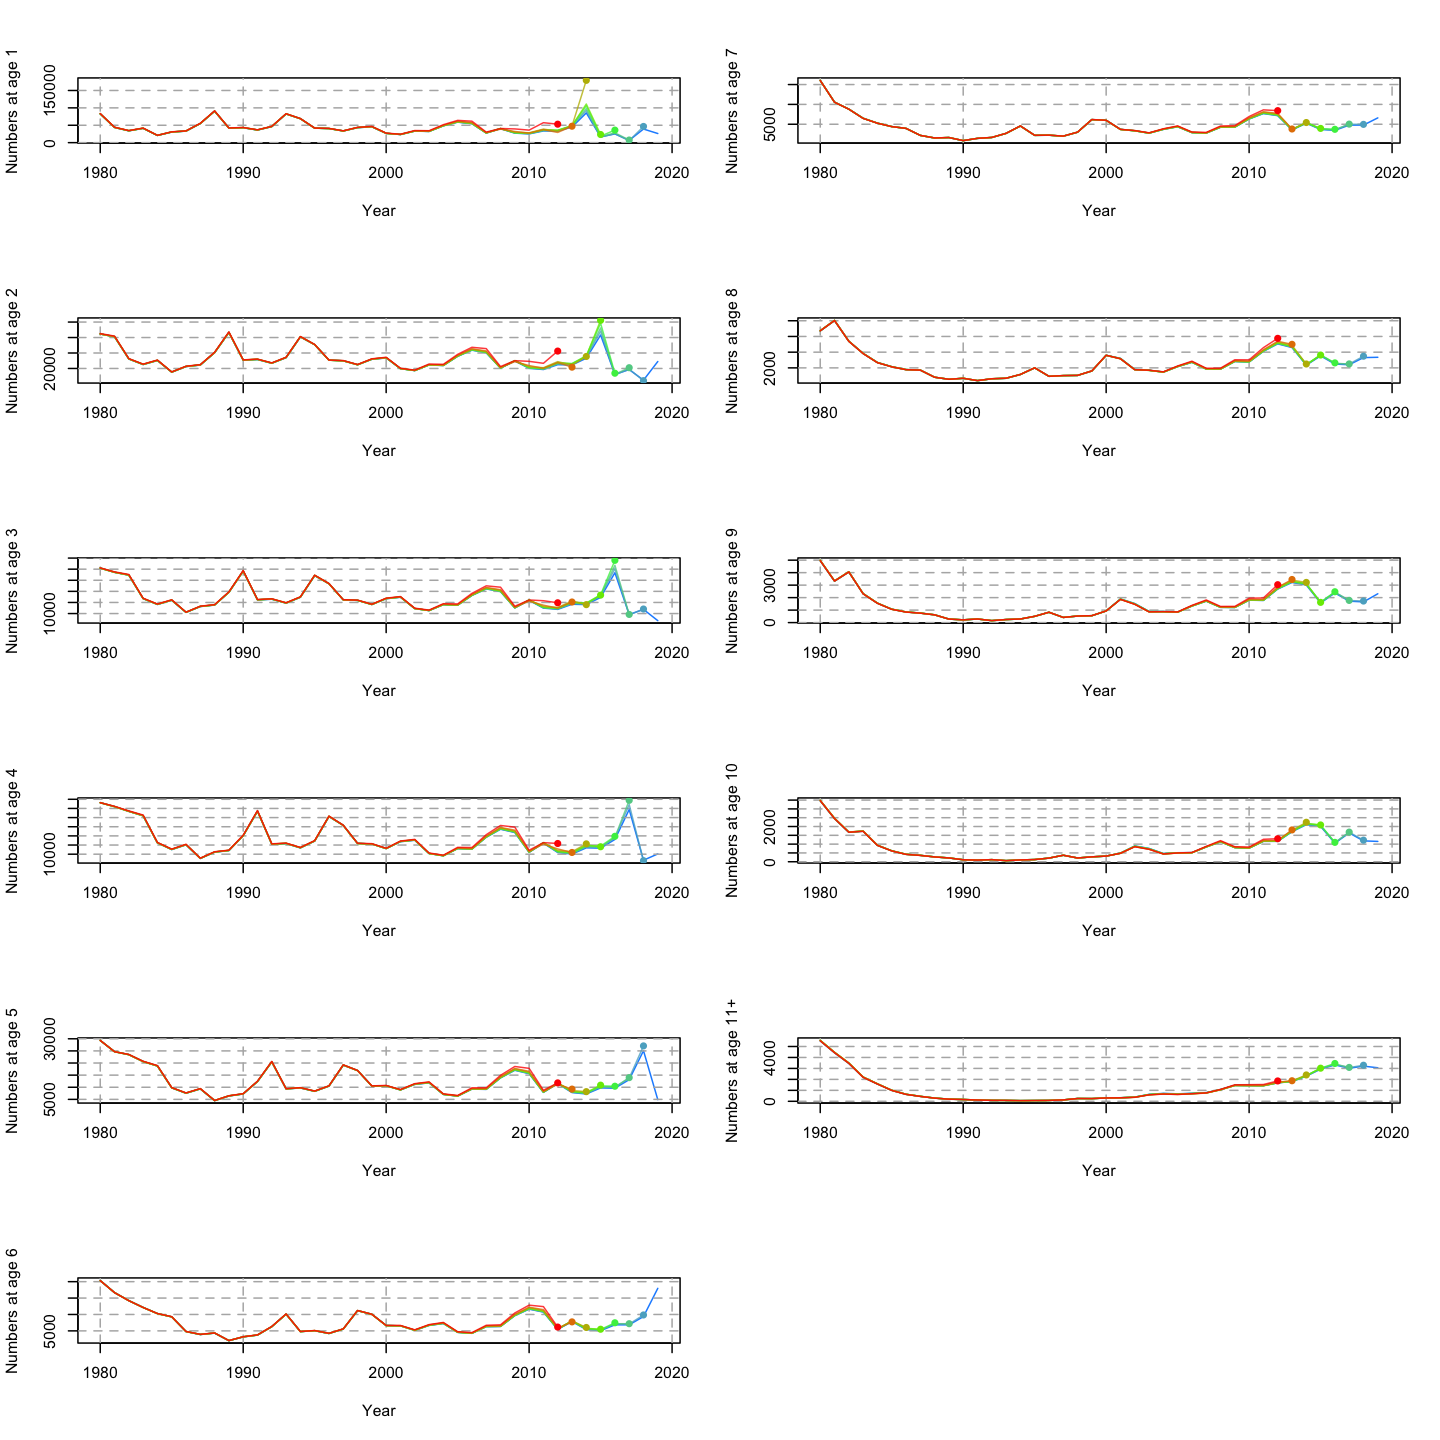 Numbers at age 1
0 150000
1980 1990 2000 2010 2020
Year
Numbers at age 2
20000
1980 1990 2000 2010 2020
Year
Numbers at age 3
10000
1980 1990 2000 2010 2020
Year
Numbers at age 4
10000
1980 1990 2000 2010 2020
Year
Numbers at age 5
5000 30000
1980 1990 2000 2010 2020
Year
Numbers at age 6
5000
1980 1990 2000 2010 2020
Year
Numbers at age 7
5000
1980 1990 2000 2010 2020
Year
Numbers at age 8
2000
1980 1990 2000 2010 2020
Year
Numbers at age 9
0 3000
1980 1990 2000 2010 2020
Year
Numbers at age 10
0 2000
1980 1990 2000 2010 2020
Year
Numbers at age 11+
0 4000
1980 1990 2000 2010 2020
Year